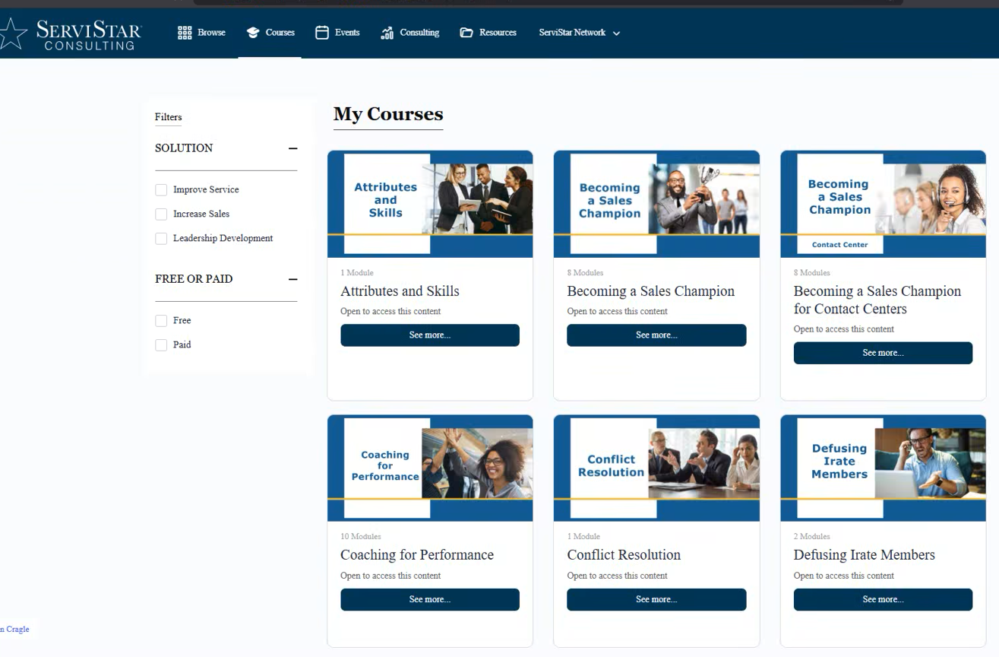 SERVISTAR
CONSULTING
Browse
Courses
Events
Consulting
Resources
ServiStar Network
Filters
SOLUTION
Improve Service
Increase Sales
Leadership Development
FREE OR PAID
Free
Paid
My Courses
Attributes
and
Skills
1 Module
Attributes and Skills
Open to access this content
See more...
Becoming
a Sales
Champion
8 Modules
Becoming a Sales Champion
Open to access this content
See more...
Becoming
a Sales
Champion
Contact Center
8 Modules
Becoming a Sales Champion
for Contact Centers
Open to access this content
See more...
Coaching
for
Performance
10 Modules
Coaching for Performance
Open to access this content
See more...
Conflict
Resolution
1 Module
Conflict Resolution
Open to access this content
See more...
Defusing
Irate
Members
2 Modules
Defusing Irate Members
Open to access this content
See more...
n Cragle